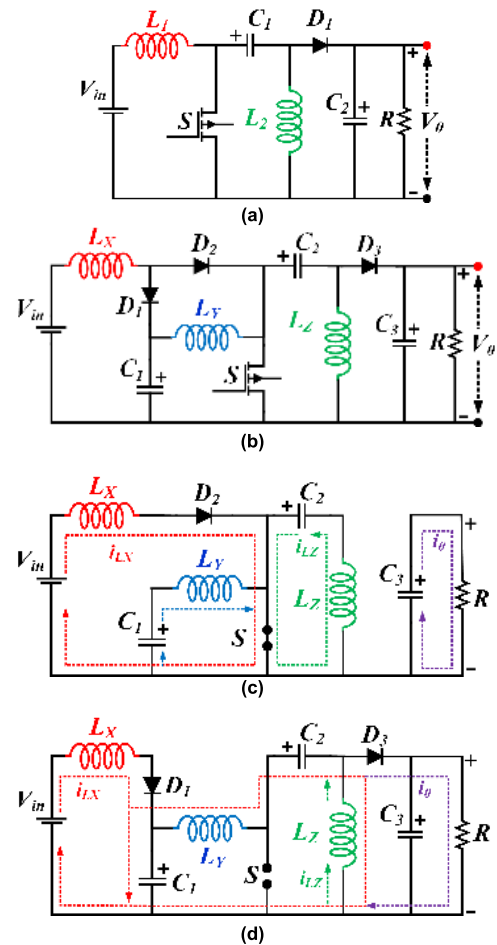 L1 + C1 D1
Vin S L2 C2 + R + V0 -
(a)
LX D2 + C2 D3
Vin D1 LY LZ C1 + S C3 + R + V0 -
(b)
LX D2 + C2
Vin iLX LY iLZ LZ C1 + S C3 + i0 R + -
(c)
LX + C2 D3
Vin iLX D1 LY LZ C1 + S iLZ C3 + i0 R + -
(d)